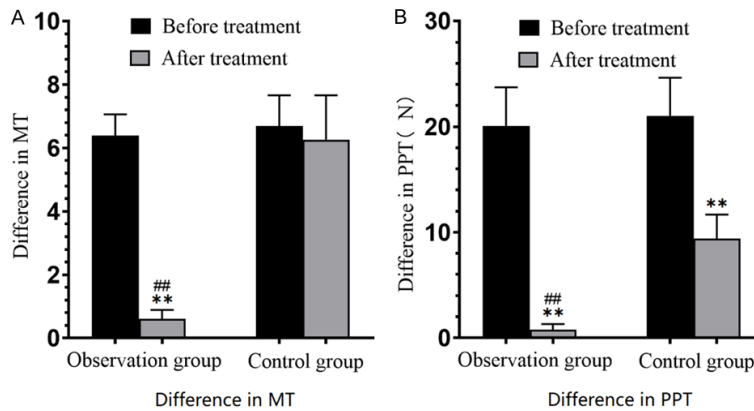 A
Before treatment
After treatment
Difference in MT
10
8
6
4
2
0
##
**
Observation group
Control group
Difference in MT
B
Before treatment
After treatment
Difference in PPT( N)
30
20
10
0
##
**
**
Observation group
Control group
Difference in PPT